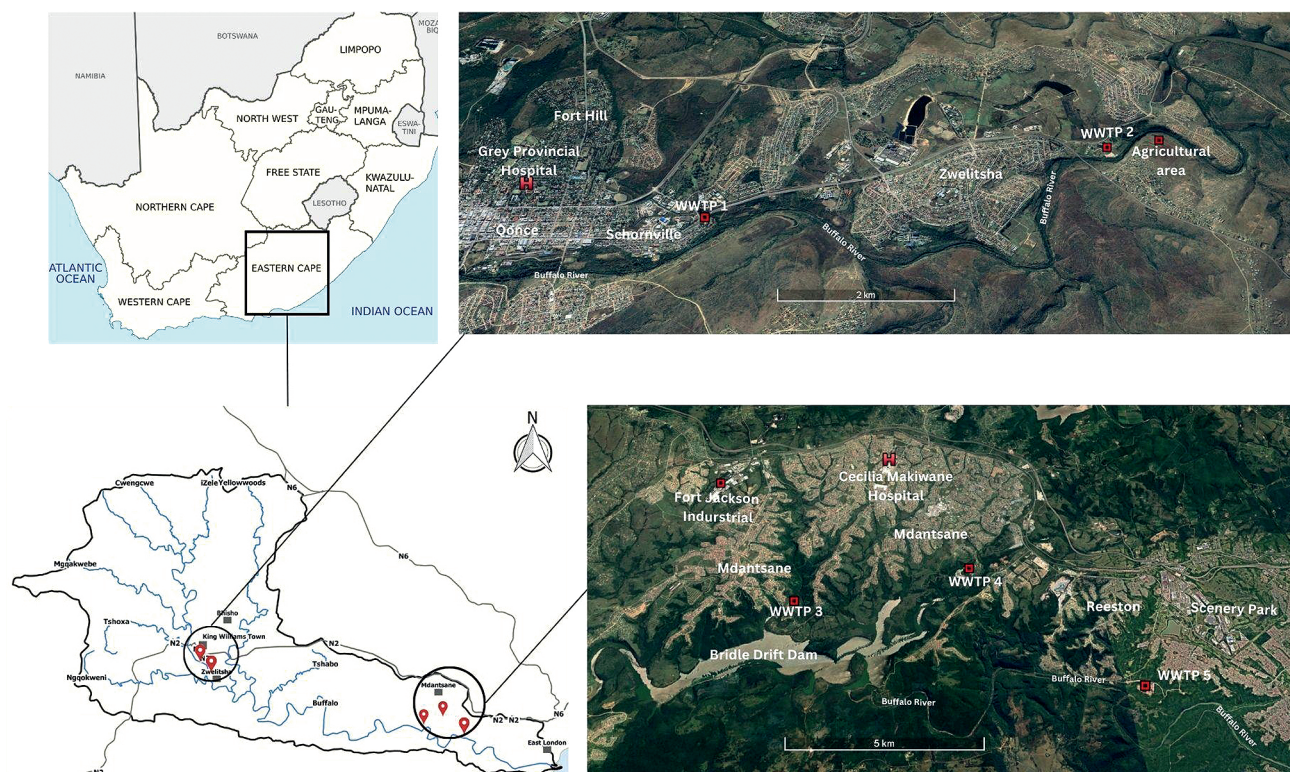 BOTSWANA
MOZA
BIQ
NAMIBIA
LIMPOPO
NORTH WEST
GAU-
TENG
MPUMA-
LANGA
ESWA-
TINI
FREE STATE
KWAZULU-
NATAL
LESOTHO
NORTHERN CAPE
EASTERN CAPE
ATLANTIC
OCEAN
WESTERN CAPE
INDIAN OCEAN
Fort Hill
Grey Provincial
Hospital
H
WWTP 1
Qonce
Schornville
Buffalo River
Buffalo River
Zwelitsha
Buffalo River
WWTP 2
Agricultural
area
2 km
N
Cwengcwe
iZele
Yellowwoods
N6
N6
Mgqakwebe
Tshoxa
Bhisho
King Williams Town
N2
N
Zwelitsha
Ngqokweni
N2
Tshabo
Mdantsane
Buffalo
N2
N2
N6
East London
N2
H
Cecilia Makiwane
Hospital
Fort Jackson
Indurstrial
Mdantsane
Mdantsane
WWTP 3
WWTP 4
Reeston
Scenery Park
Bridle Drift Dam
Buffalo River
WWTP 5
Buffalo River
Buffalo River
5 km